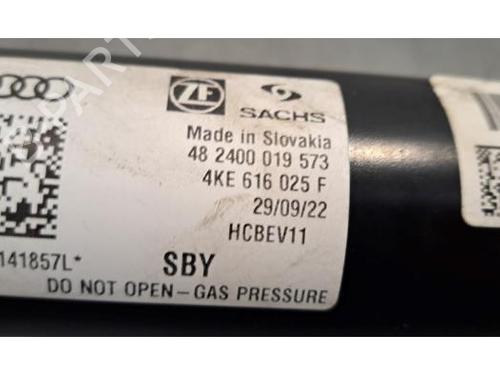 ZF
SACHS
Made in Slovakia
48 2400 019 573
4KE 616 025 F
29/09/22
HCBEV11
141857L*
SBY
DO NOT OPEN – GAS PRESSURE